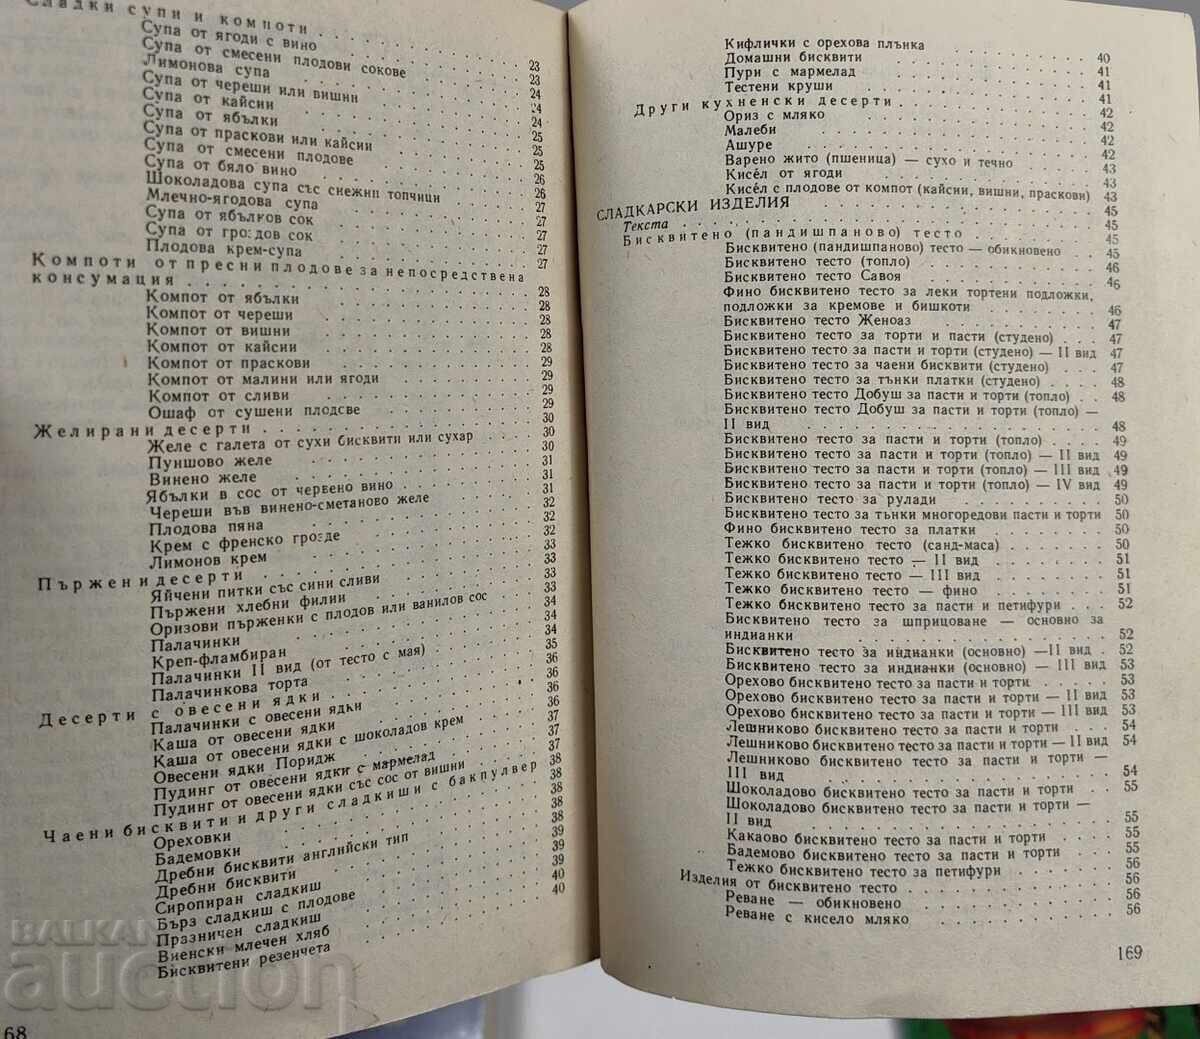 Сладки супи и компоти
Супа от ягоди с вино
Супа от смесени плодови сокове
Лимонова супа
Супа от череши или вишни
Супа от кайсии
Супа от ябълки
Супа от праскови или кайсии
Супа от смесени плодове
Супа от бяло вино
Шоколадова супа със снежни топчици
Млечно-ягодова супа
Супа от ябълков сок
Супа от гроздов сок
Плодова крем-супа
23
23
24
24
24
25
25
25
26
26
27
27
27
27
27
Компоти от пресни плодове за непосредствена
консумация 28
Компот от ябълки 28
Компот от череши 28
Компот от вишни 28
Компот от кайсии 29
Компот от праскови 29
Компот от малини или ягоди 29
Компот от сливи 29
Ошаф от сушени плодове 30
Желирани десерти 30
Желе с галета от сухи бисквити или сухар 30
Пуншово желе 31
Винено желе 31
Ябълки в сос от червено вино 31
Череши във винено-сметаново желе 32
Плодова пяна 32
Крем с френско грозде 32
Лимонов крем 33
Пържени десерти 33
Яйчени питки със сини сливи 33
Пържени хлебни филии 33
Оризови пърженки с плодов или ванилов сос 34
Палачинки 34
Креп-фламбиран 34
Палачинки II вид (от тесто с мая) 35
Палачинкова торта 36
Десерти с овесени ядки 36
Палачинки с овесени ядки 36
Каша от овесени ядки 36
Каша от овесени ядки с шоколадов крем 37
Овесени ядки Поридж 37
Пудинг от овесени ядки с мармелад 37
Пудинг от овесени ядки със сос от вишни 38
Чаени бисквити и други сладкиши с бакпулвер 38
Ореховки 38
Бадемовки 38
Дребни бисквити английски тип 39
Дребни бисквити 39
Сиропиран сладкиш 39
Бърз сладкиш с плодове 40
Празничен сладкиш 40
Виенски млечен хляб
Бисквитени резенчета
68
Кифлички с орехова плънка 40
Домашни бисквити 41
Пури с мармелад 41
Тестени круши 41
Други кухненски десерти 42
Ориз с мляко 42
Малеби 42
Ашуре 42
Варено жито (пшеница) — сухо и течно 43
Кисел от ягоди 43
Кисел с плодове от компот (кайсии, вишни, праскови) 43
СЛАДКАРСКИ ИЗДЕЛИЯ 45
Текста 45
Бисквитено (пандишпаново) тесто 45
Бисквитено (пандишпаново) тесто — обикновено 45
Бисквитено тесто (топло) 46
Бисквитено тесто Савоя 46
Фино бисквитено тесто за леки тортени подложки,
подложки за кремове и бишкоти 46
Бисквитено тесто Женоаз 47
Бисквитено тесто за торти и пасти (студено) 47
Бисквитено тесто за пасти и торти (студено) — II вид 47
Бисквитено тесто за чаени бисквити (студено) 47
Бисквитено тесто за тънки платки (студено) 48
Бисквитено тесто Добуш за пасти и торти (топло) 48
Бисквитено тесто Добуш за пасти и торти (топло) —
II вид 48
Бисквитено тесто за пасти и торти (топло) 49
Бисквитено тесто за пасти и торти (топло) — II вид 49
Бисквитено тесто за пасти и торти (топло) — III вид 49
Бисквитено тесто за пасти и торти (топло) — IV вид 49
Бисквитено тесто за рулади 50
Бисквитено тесто за тънки многоредови пасти и торти 50
Фино бисквитено тесто за платки 50
Тежко бисквитено тесто (санд-маса) 50
Тежко бисквитено тесто — II вид 51
Тежко бисквитено тесто — III вид 51
Тежко бисквитено тесто — фино 51
Тежко бисквитено тесто за пасти и петифури 52
Бисквитено тесто за шприцоване — основно за
индианки 52
Бисквитено тесто за индианки (основно) —II вид 52
Бисквитено тесто за индианки (основно) — III вид 53
Орехово бисквитено тесто за пасти и торти 53
Орехово бисквитено тесто за пасти и торти — II вид 53
Орехово бисквитено тесто за пасти и торти — III вид 53
Лешниково бисквитено тесто за пасти и торти 54
Лешниково бисквитено тесто за пасти и торти — II вид 54
Лешниково бисквитено тесто за пасти и торти —
III вид 54
Шоколадово бисквитено тесто за пасти и торти 55
Шоколадово бисквитено тесто за пасти и торти —
II вид 55
Какаово бисквитено тесто за пасти и торти 55
Бадемово бисквитено тесто за пасти и торти 55
Тежко бисквитено тесто за петифури 56
Изделия от бисквитено тесто 56
Реване — обикновено 56
Реване с кисело мляко 56
169
BALKAN
auction